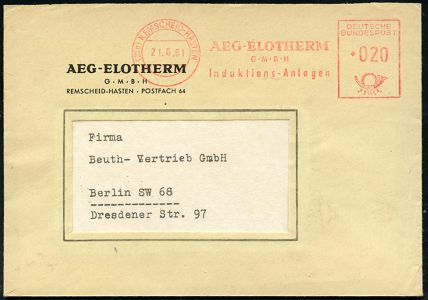 (22a) REMSCHEID-HASTEN
21.6.61
AEG-ELOTHERM
G·M·B·H
Induktions-Anlagen
DEUTSCHE
BUNDESPOST
020
AEG-ELOTHERM
G·M·B·H
REMSCHEID-HASTEN · POSTFACH 64
Firma
Beuth- Vertrieb GmbH
Berlin SW 68
Dresdener Str. 97